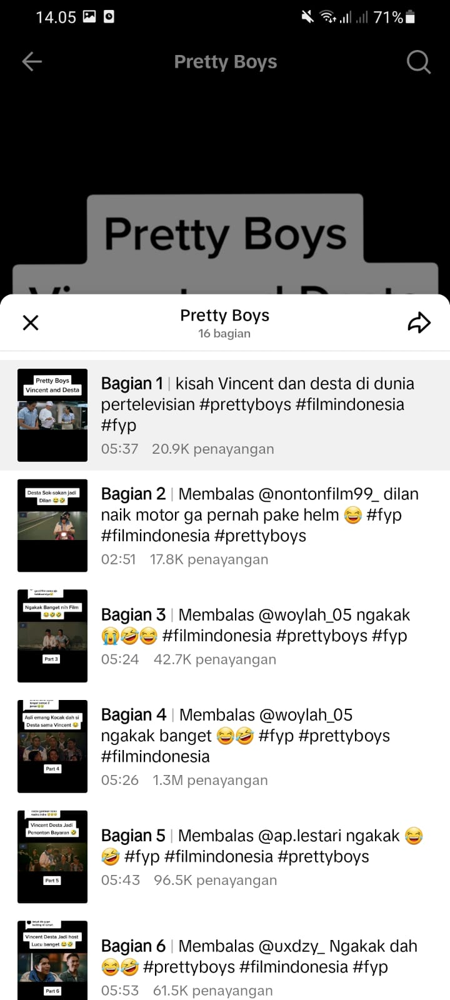 14.05
71%
Pretty Boys
Pretty Boys
Pretty Boys
16 bagian
Pretty Boys
Vincent and Desta
Bagian 1 | kisah Vincent dan desta di dunia
pertelevisian #prettyboys #filmindonesia
#fyp
05:37 20.9K penayangan
Desta Sok-sokan jadi
Dilan 😂🤣
Bagian 2 | Membalas @nontonfilm99_ dilan
naik motor ga pernah pake helm 😂 #fyp
#filmindonesia #prettyboys
02:51 17.8K penayangan
Ngakak Banget nih Film
😂🤣🤣
Part 3
Bagian 3 | Membalas @woylah_05 ngakak
😭🤣😂 #filmindonesia #prettyboys #fyp
05:24 42.7K penayangan
Asli emang Kocak dah si
Desta sama Vincent 😂
Part 4
Bagian 4 | Membalas @woylah_05
ngakak banget 😂🤣 #fyp #prettyboys
#filmindonesia
05:26 1.3M penayangan
Vincent Desta Jadi
Penonton Bayaran 🤣
Part 5
Bagian 5 | Membalas @ap.lestari ngakak 😂
🤣 #fyp #filmindonesia #prettyboys
05:43 96.5K penayangan
Vincent Desta Jadi host
Lucu banget 😂🤣
Part 6
Bagian 6 | Membalas @uxdzy_ Ngakak dah
😂🤣 #prettyboys #filmindonesia #fyp
05:53 61.5K penayangan